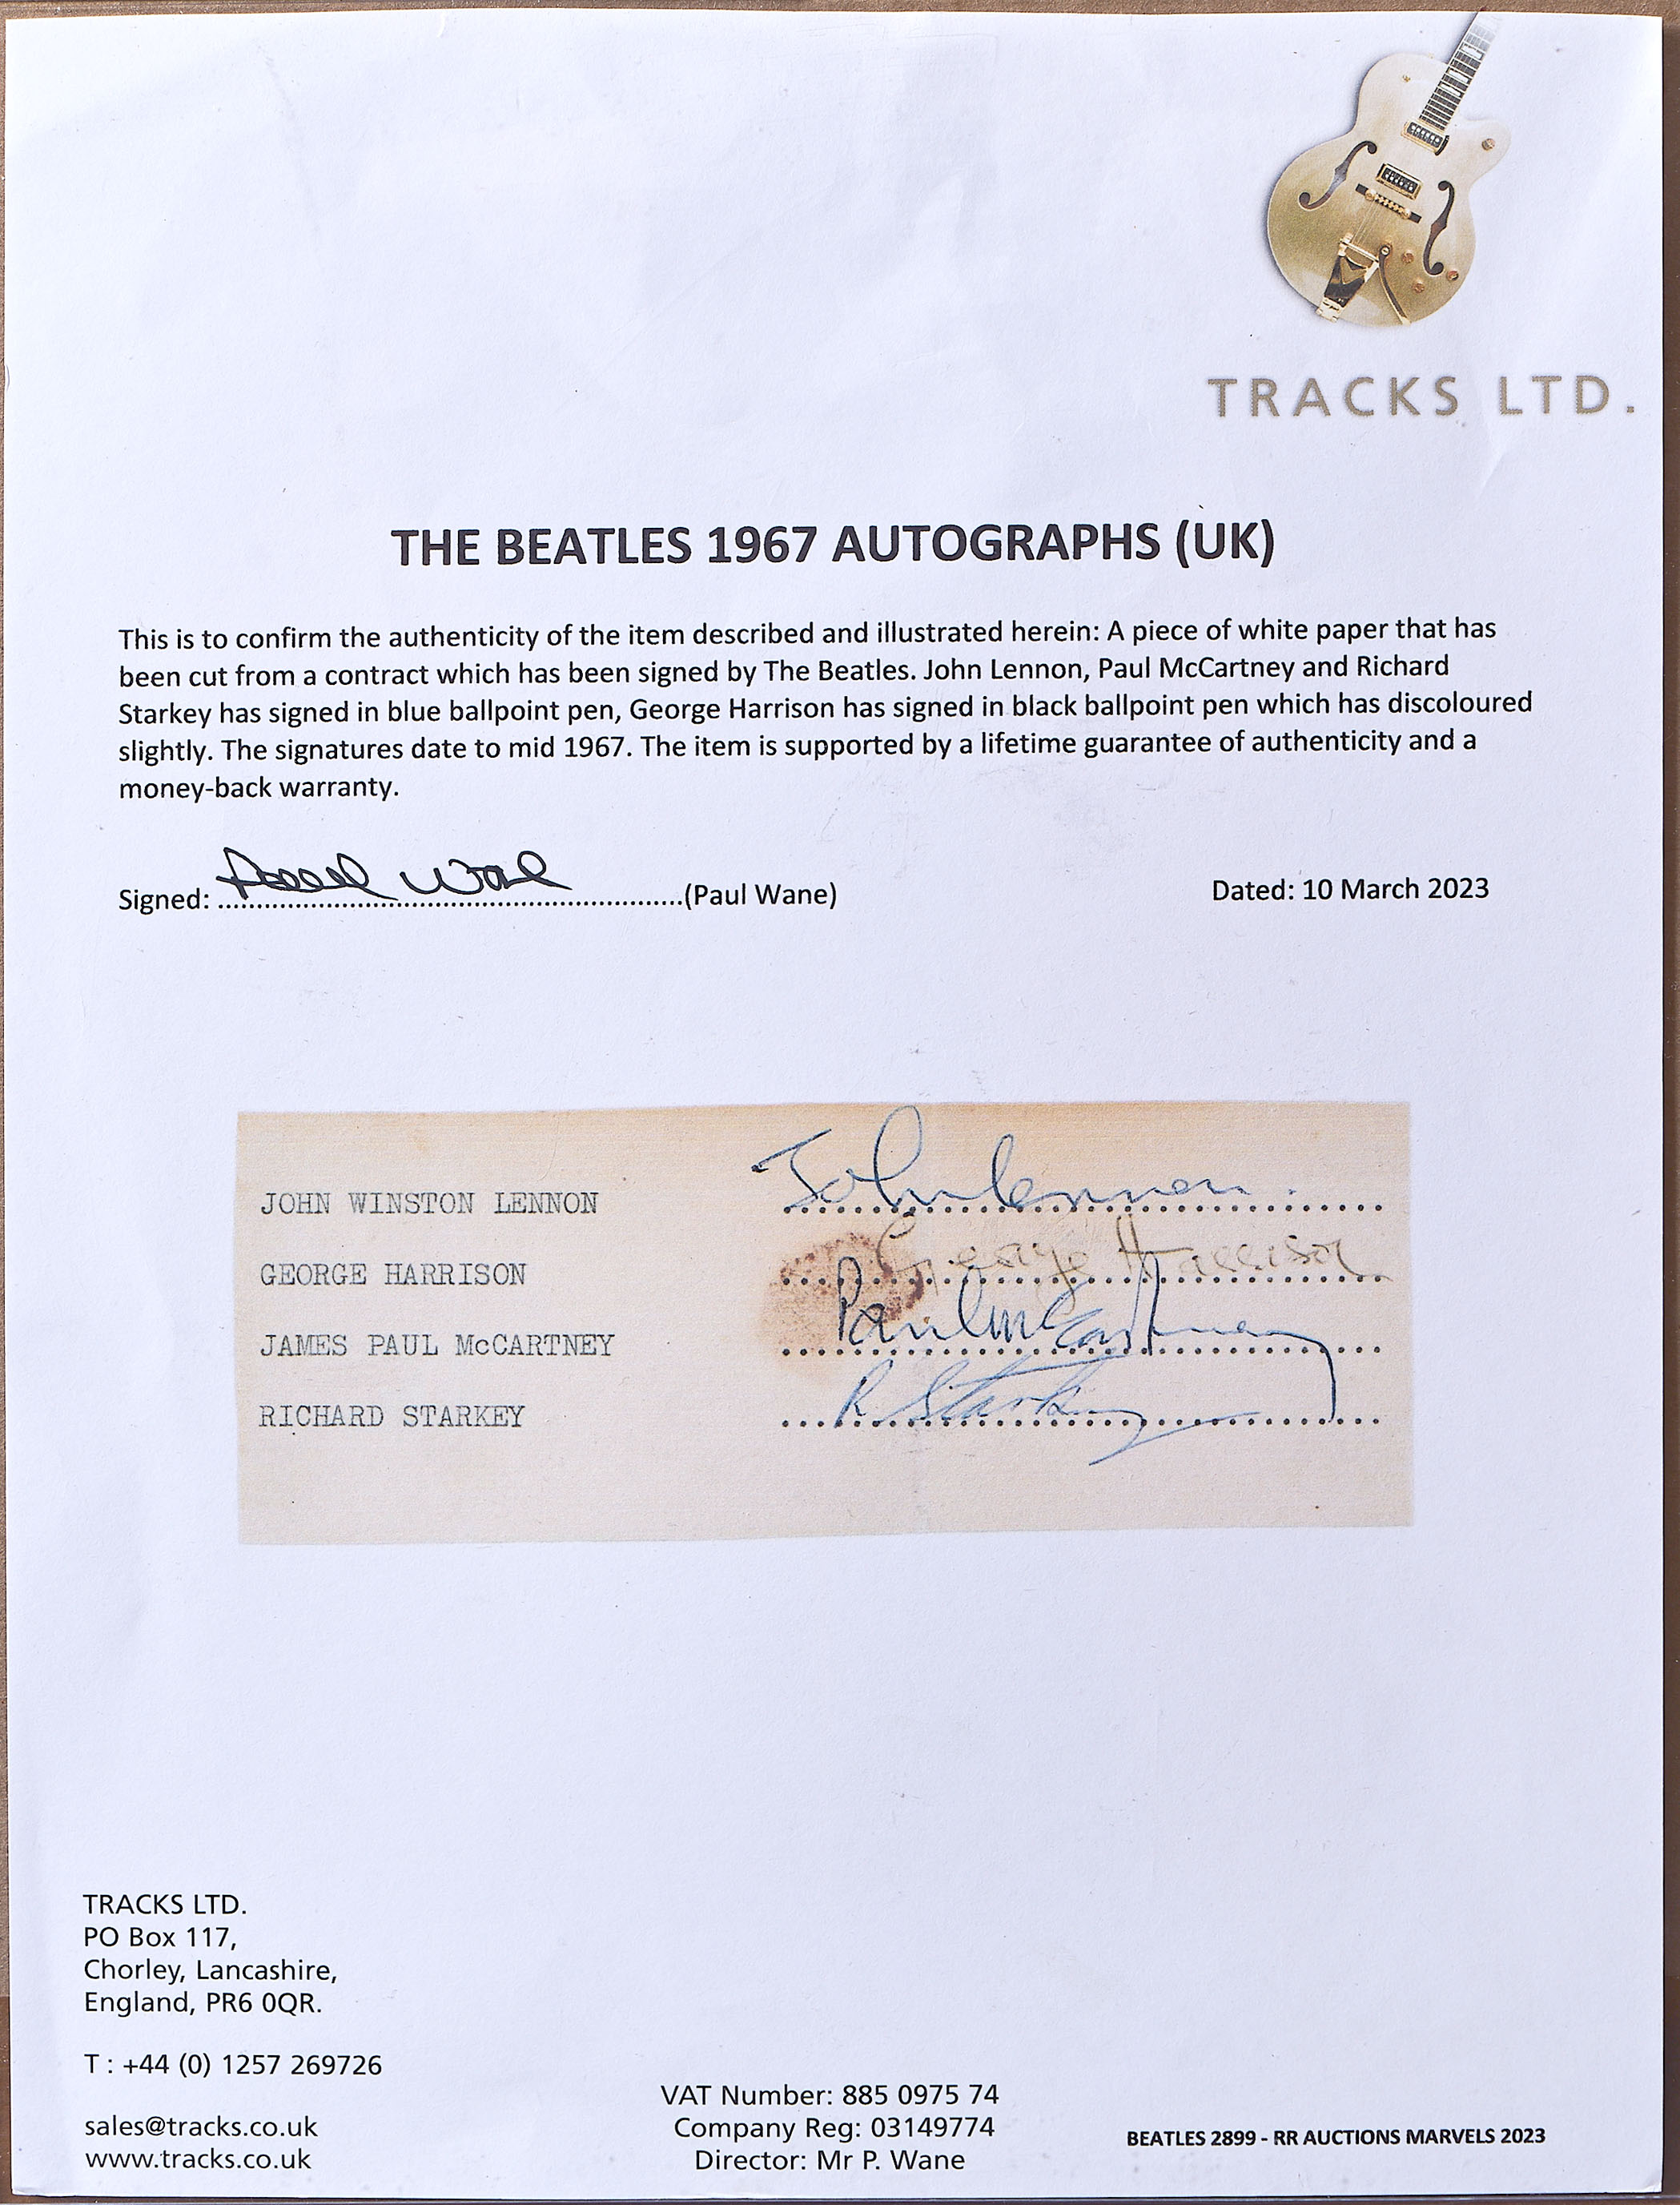 TRACKS LTD.
THE BEATLES 1967 AUTOGRAPHS (UK)
This is to confirm the authenticity of the item described and illustrated herein: A piece of white paper that has
been cut from a contract which has been signed by The Beatles. John Lennon, Paul McCartney and Richard
Starkey has signed in blue ballpoint pen, George Harrison has signed in black ballpoint pen which has discoloured
slightly. The signatures date to mid 1967. The item is supported by a lifetime guarantee of authenticity and a
money-back warranty.
Signed: Paul Wane (Paul Wane) Dated: 10 March 2023
JOHN WINSTON LENNON John Lennon.
GEORGE HARRISON George Harrison
JAMES PAUL McCARTNEY Paul McCartney
RICHARD STARKEY R. Starkey
TRACKS LTD.
PO Box 117,
Chorley, Lancashire,
England, PR6 0QR.
T : +44 (0) 1257 269726
sales@tracks.co.uk
www.tracks.co.uk
VAT Number: 885 0975 74
Company Reg: 03149774
Director: Mr P. Wane
BEATLES 2899 - RR AUCTIONS MARVELS 2023